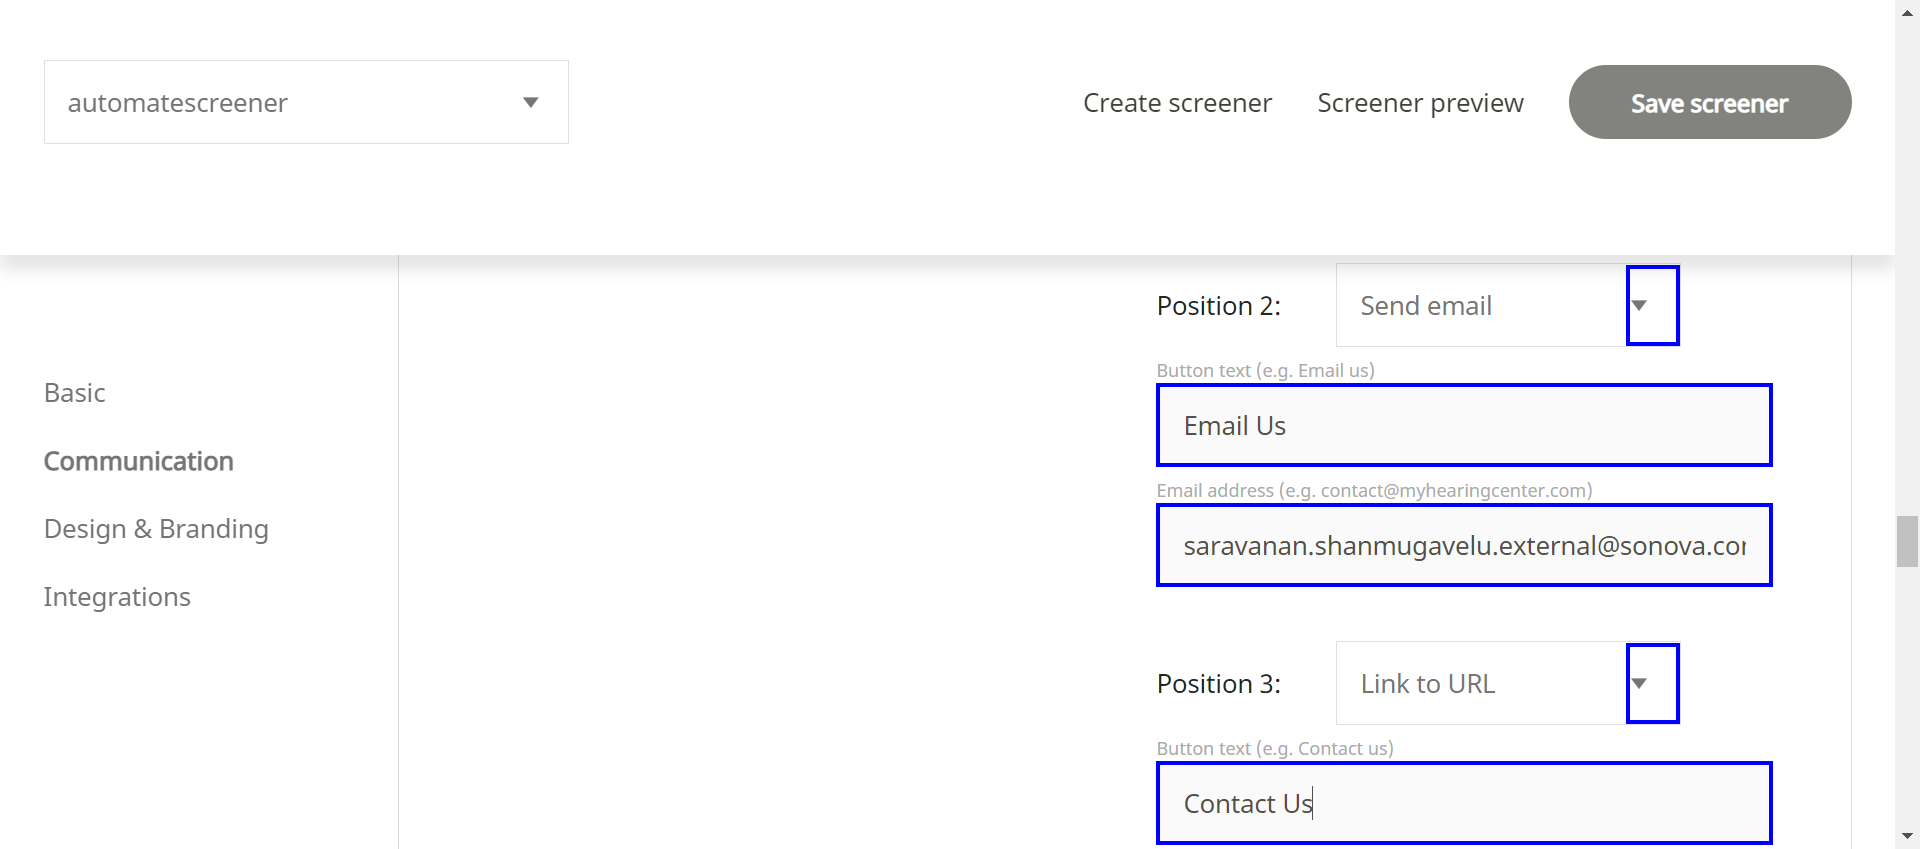 automatescreener
Create screener
Screener preview
Save screener
Basic
Communication
Design & Branding
Integrations
Position 2:
Send email
Button text (e.g. Email us)
Email Us
Email address (e.g. contact@myhearingcenter.com)
saravanan.shanmugavelu.external@sonova.com
Position 3:
Link to URL
Button text (e.g. Contact us)
Contact Us